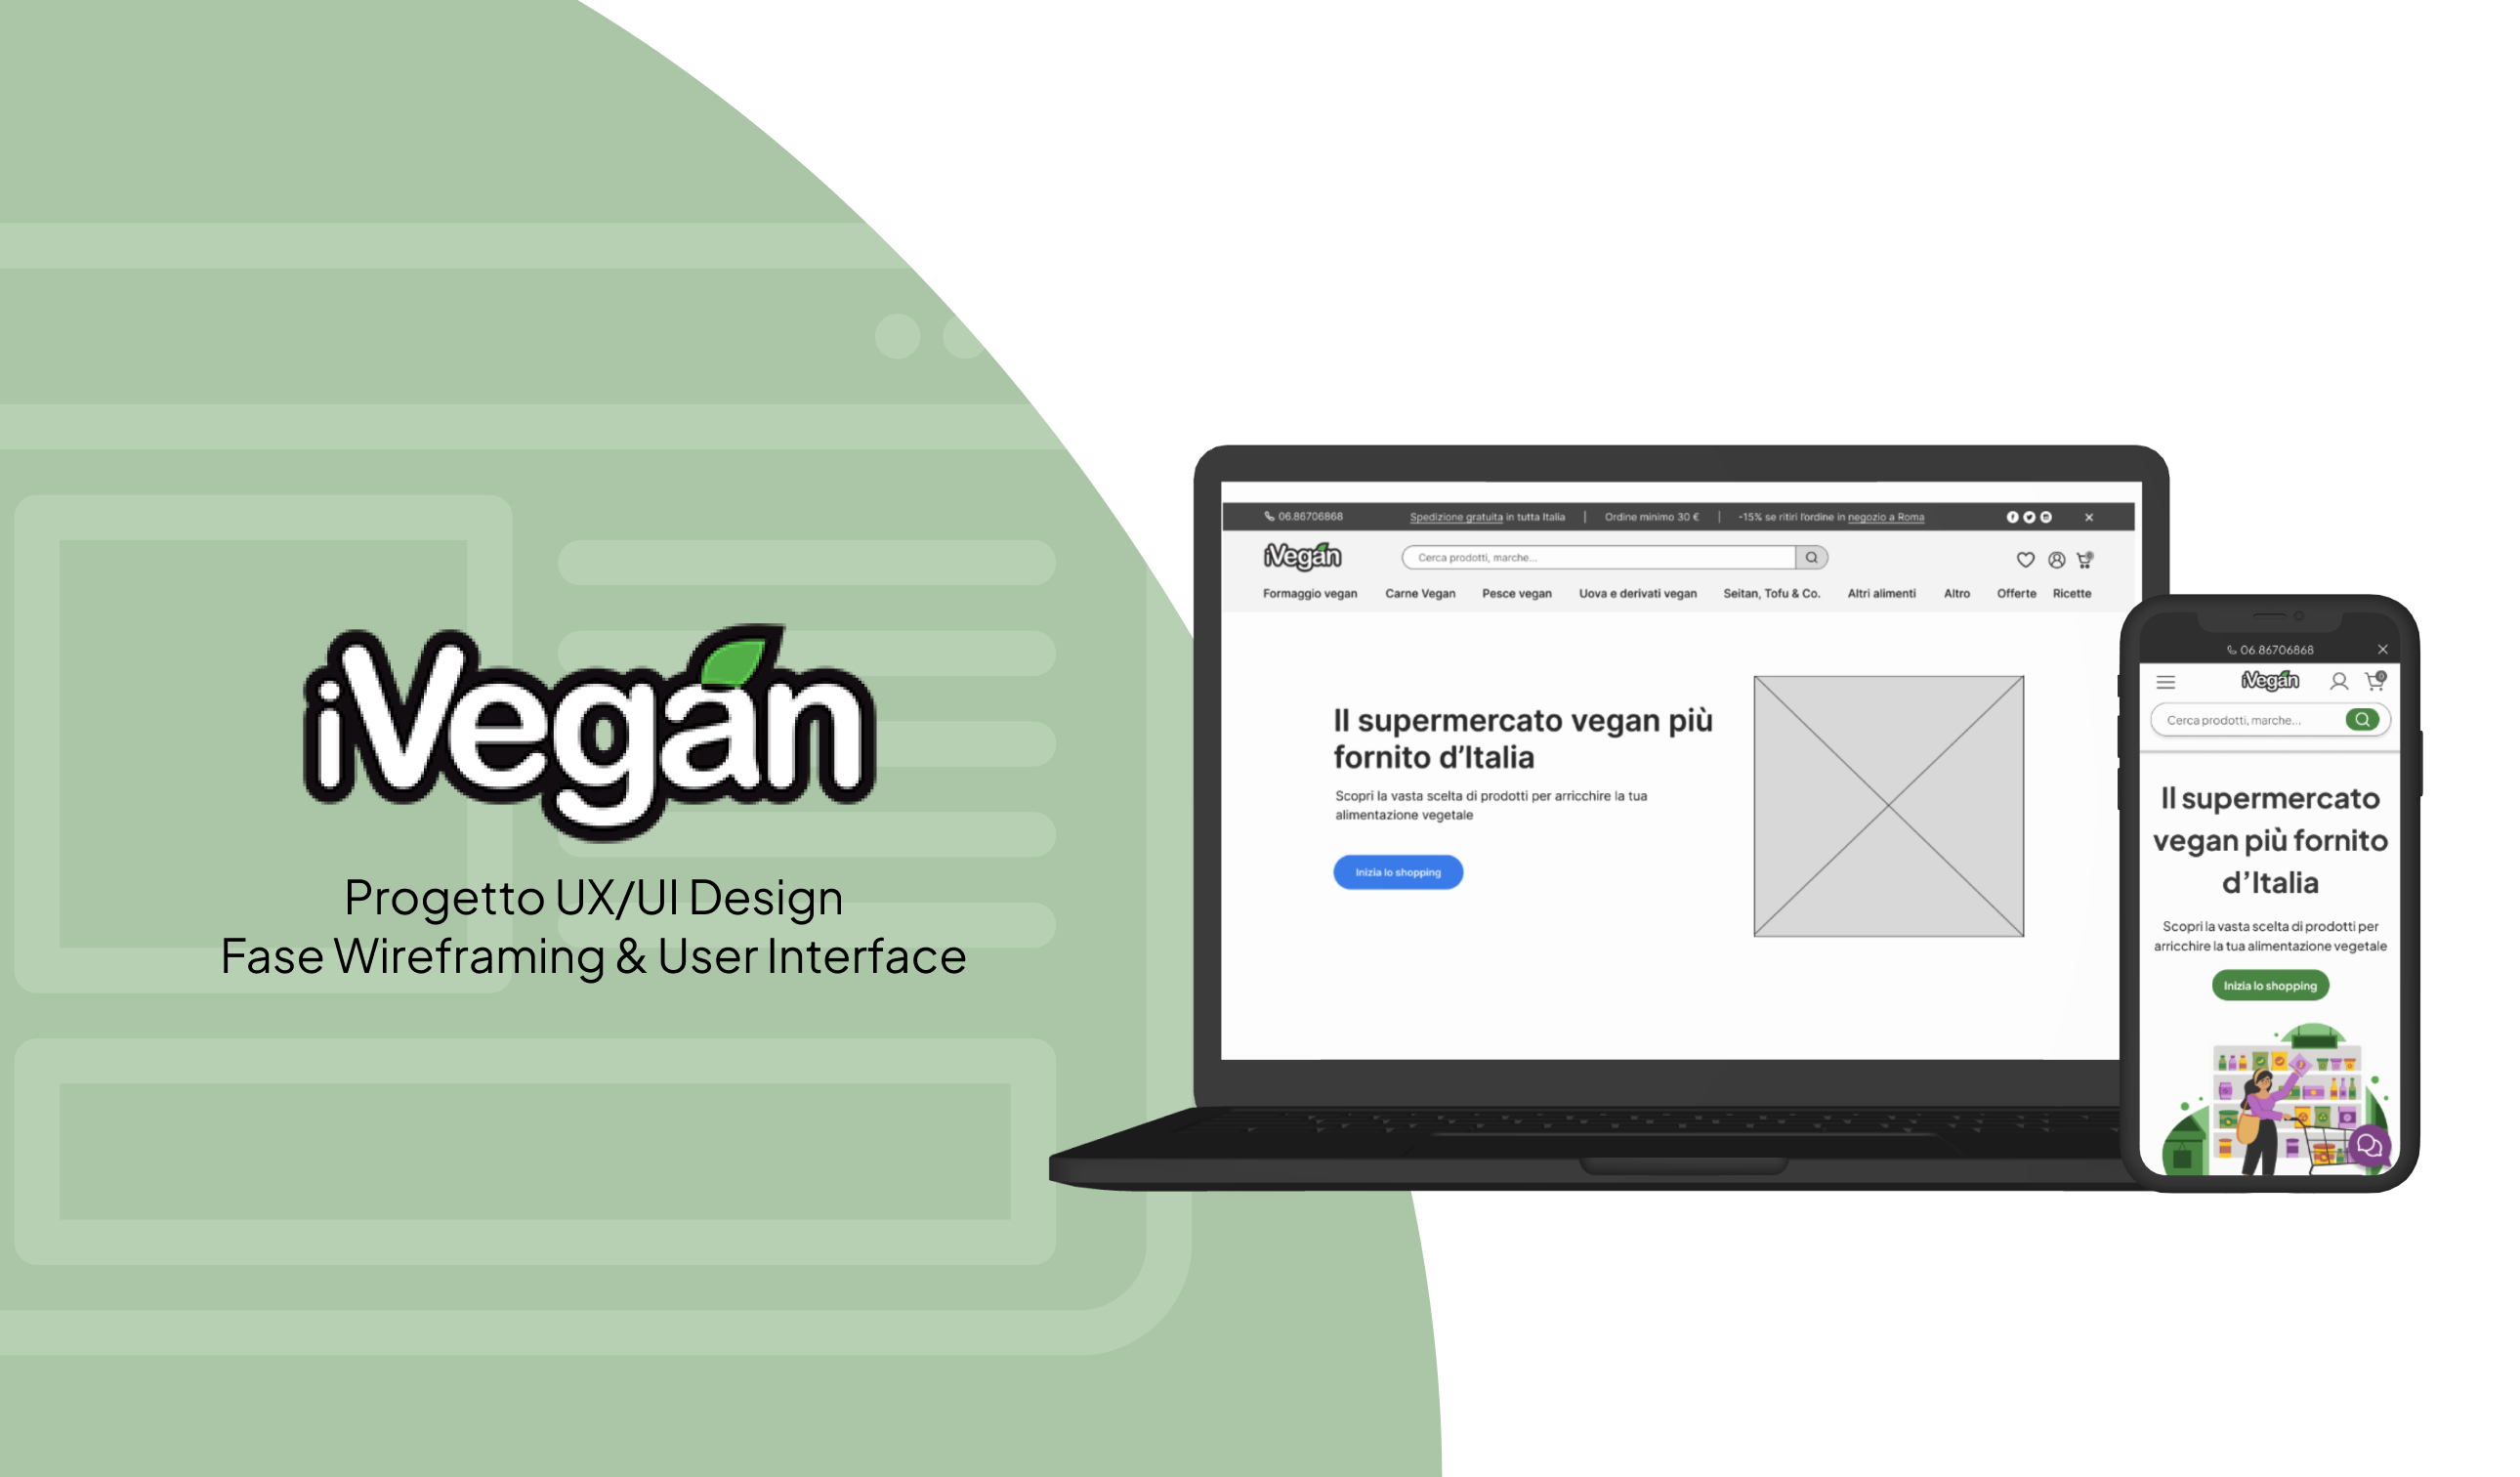 iVegan
Progetto UX/UI Design
Fase Wireframing & User Interface
06.86706868
Spedizione gratuita in tutta Italia | Ordine minimo 30 € | -15% se ritiri l'ordine in negozio a Roma
iVegan
Cerca prodotti, marche...
0
Formaggio vegan Carne Vegan Pesce vegan Uova e derivati vegan Seitan, Tofu & Co. Altri alimenti Altro Offerte Ricette
Il supermercato vegan più
fornito d'Italia
Scopri la vasta scelta di prodotti per arricchire la tua
alimentazione vegetale
Inizia lo shopping
06.86706868
iVegan
0
Cerca prodotti, marche...
Il supermercato
vegan più fornito
d'Italia
Scopri la vasta scelta di prodotti per
arricchire la tua alimentazione vegetale
Inizia lo shopping